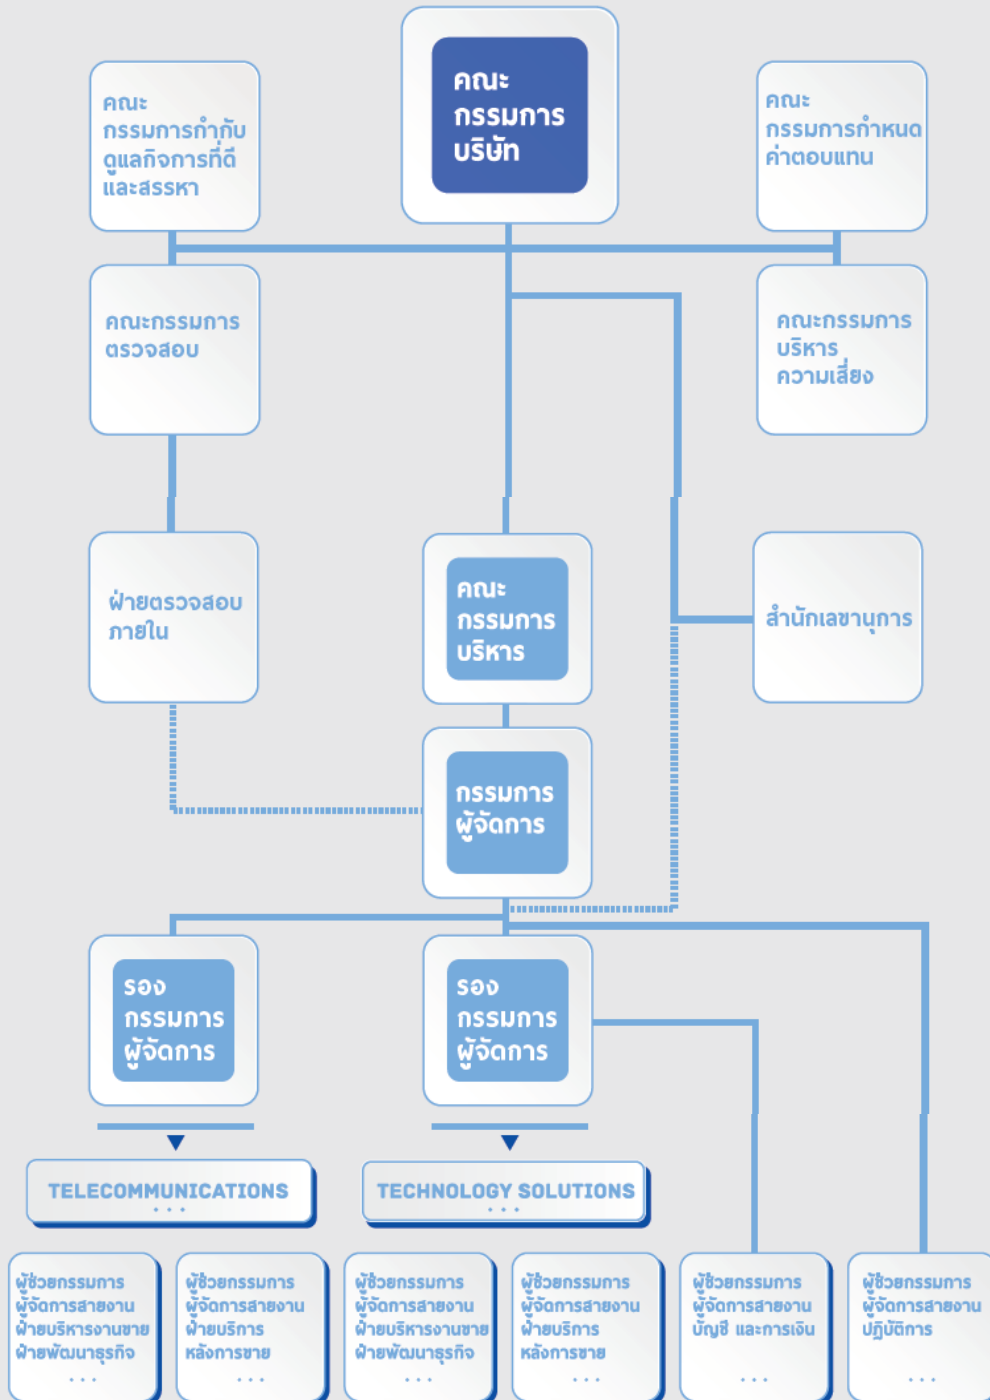 คณะ
กรรมการ
บริษัท
คณะ
กรรมการกำกับ
ดูแลกิจการที่ดี
และสรรหา
คณะ
กรรมการกำหนด
ค่าตอบแทน
คณะกรรมการ
ตรวจสอบ
คณะกรรมการ
บริหาร
ความเสี่ยง
ฝ่ายตรวจสอบ
ภายใน
คณะ
กรรมการ
บริหาร
สำนักเลขานุการ
กรรมการ
ผู้จัดการ
รอง
กรรมการ
ผู้จัดการ
รอง
กรรมการ
ผู้จัดการ
TELECOMMUNICATIONS
...
TECHNOLOGY SOLUTIONS
...
ผู้ช่วยกรรมการ
ผู้จัดการสายงาน
ฝ่ายบริหารงานขาย
ฝ่ายพัฒนาธุรกิจ
...
ผู้ช่วยกรรมการ
ผู้จัดการสายงาน
ฝ่ายบริการ
หลังการขาย
...
ผู้ช่วยกรรมการ
ผู้จัดการสายงาน
ฝ่ายบริหารงานขาย
ฝ่ายพัฒนาธุรกิจ
...
ผู้ช่วยกรรมการ
ผู้จัดการสายงาน
ฝ่ายบริการ
หลังการขาย
...
ผู้ช่วยกรรมการ
ผู้จัดการสายงาน
บัญชี และการเงิน
...
ผู้ช่วยกรรมการ
ผู้จัดการสายงาน
ปฏิบัติการ
...